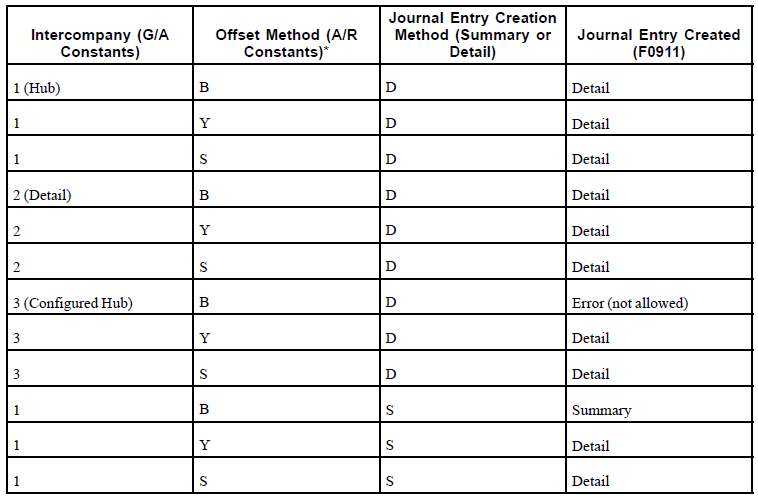 Intercompany (G/A Constants) Offset Method (A/R Constants)* Journal Entry Creation Method (Summary or Detail) Journal Entry Created (F0911)
1 (Hub) B D Detail
1 Y D Detail
1 S D Detail
2 (Detail) B D Detail
2 Y D Detail
2 S D Detail
3 (Configured Hub) B D Error (not allowed)
3 Y D Detail
3 S D Detail
1 B S Summary
1 Y S Detail
1 S S Detail